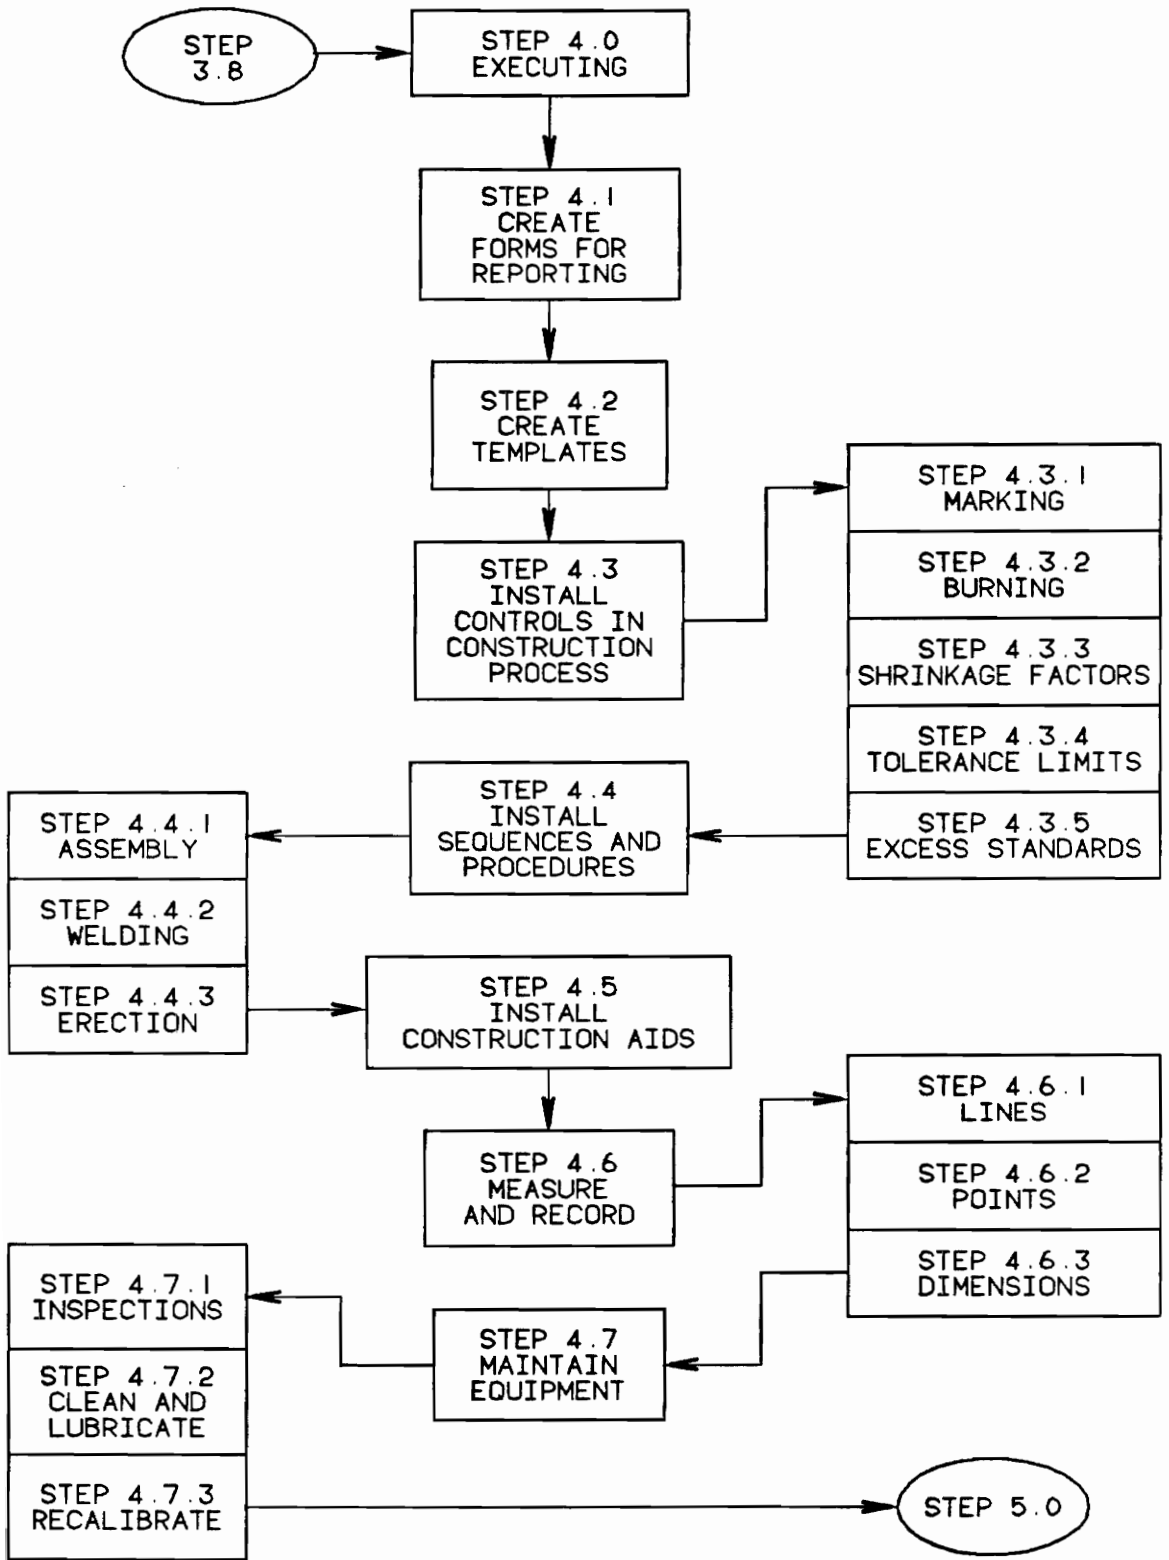 STEP
3.8
STEP 4.0
EXECUTING
STEP 4.1
CREATE
FORMS FOR
REPORTING
STEP 4.2
CREATE
TEMPLATES
STEP 4.3
INSTALL
CONTROLS IN
CONSTRUCTION
PROCESS
STEP 4.3.1
MARKING
STEP 4.3.2
BURNING
STEP 4.3.3
SHRINKAGE FACTORS
STEP 4.3.4
TOLERANCE LIMITS
STEP 4.3.5
EXCESS STANDARDS
STEP 4.4
INSTALL
SEQUENCES AND
PROCEDURES
STEP 4.4.1
ASSEMBLY
STEP 4.4.2
WELDING
STEP 4.4.3
ERECTION
STEP 4.5
INSTALL
CONSTRUCTION AIDS
STEP 4.6
MEASURE
AND RECORD
STEP 4.6.1
LINES
STEP 4.6.2
POINTS
STEP 4.6.3
DIMENSIONS
STEP 4.7
MAINTAIN
EQUIPMENT
STEP 4.7.1
INSPECTIONS
STEP 4.7.2
CLEAN AND
LUBRICATE
STEP 4.7.3
RECALIBRATE
STEP 5.0